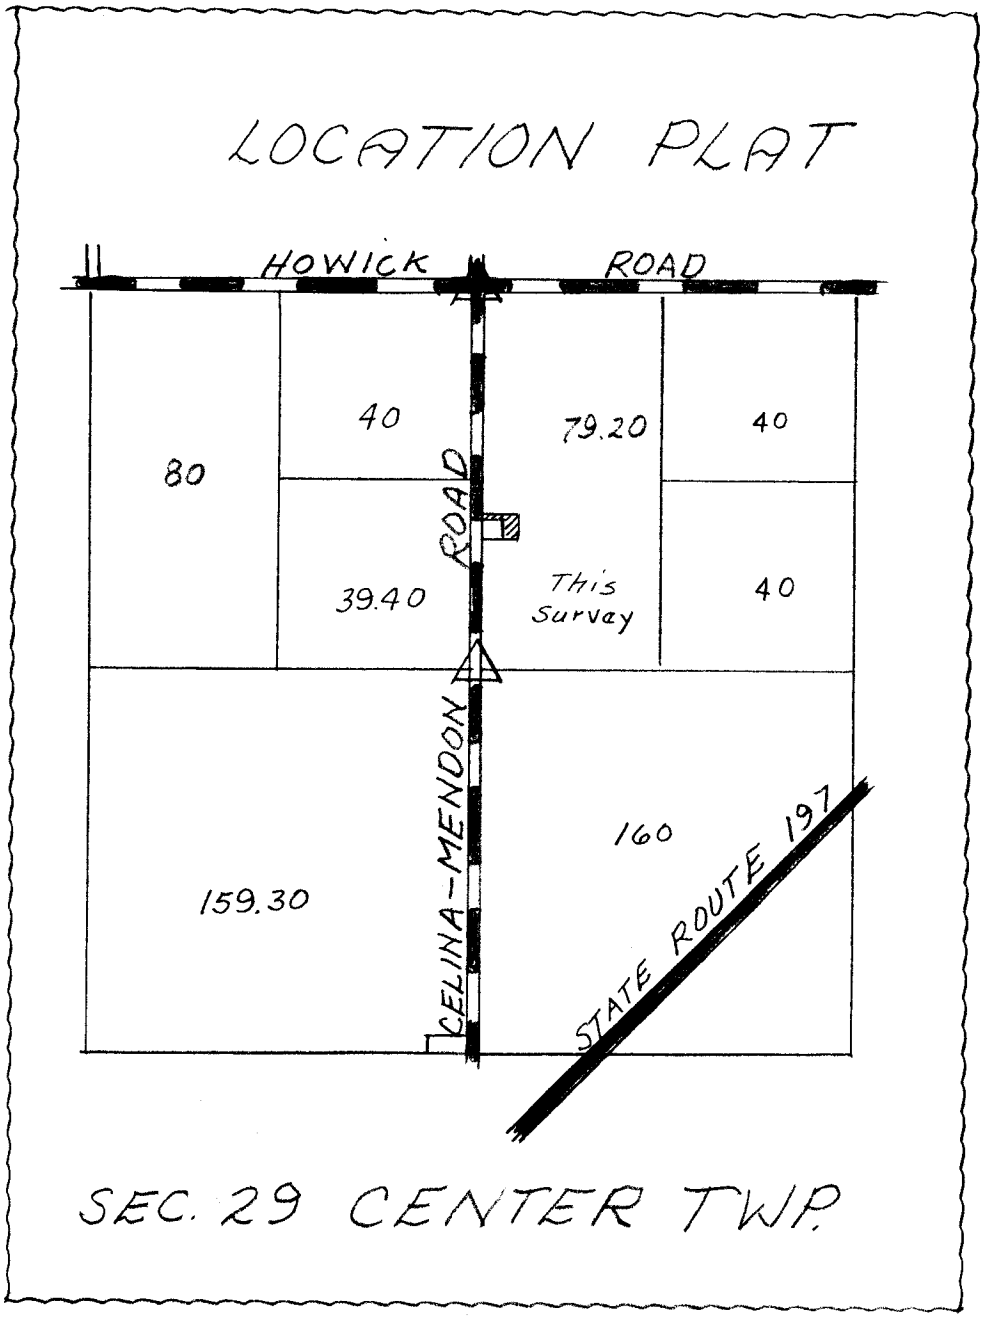 LOCATION PLAT
HOWICK ROAD
40
79.20
40
80
39.40
This
Survey
40
CELINA-MENDON ROAD
160
STATE ROUTE 197
159.30
SEC. 29 CENTER TWP.